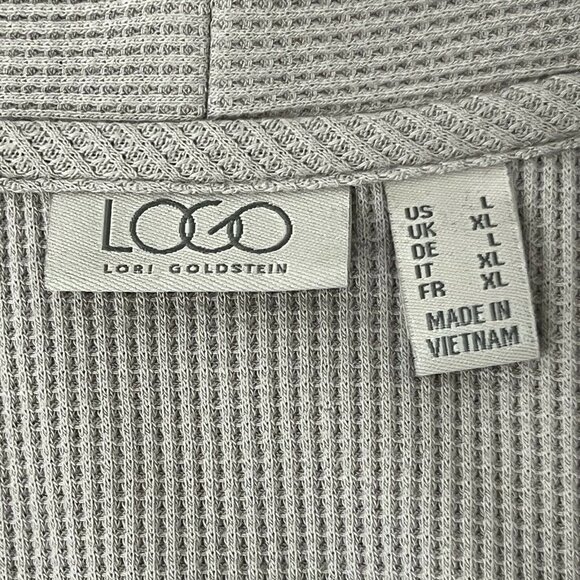 LOGO
LORI GOLDSTEIN
US L
UK XL
DE L
IT XL
FR XL
MADE IN
VIETNAM